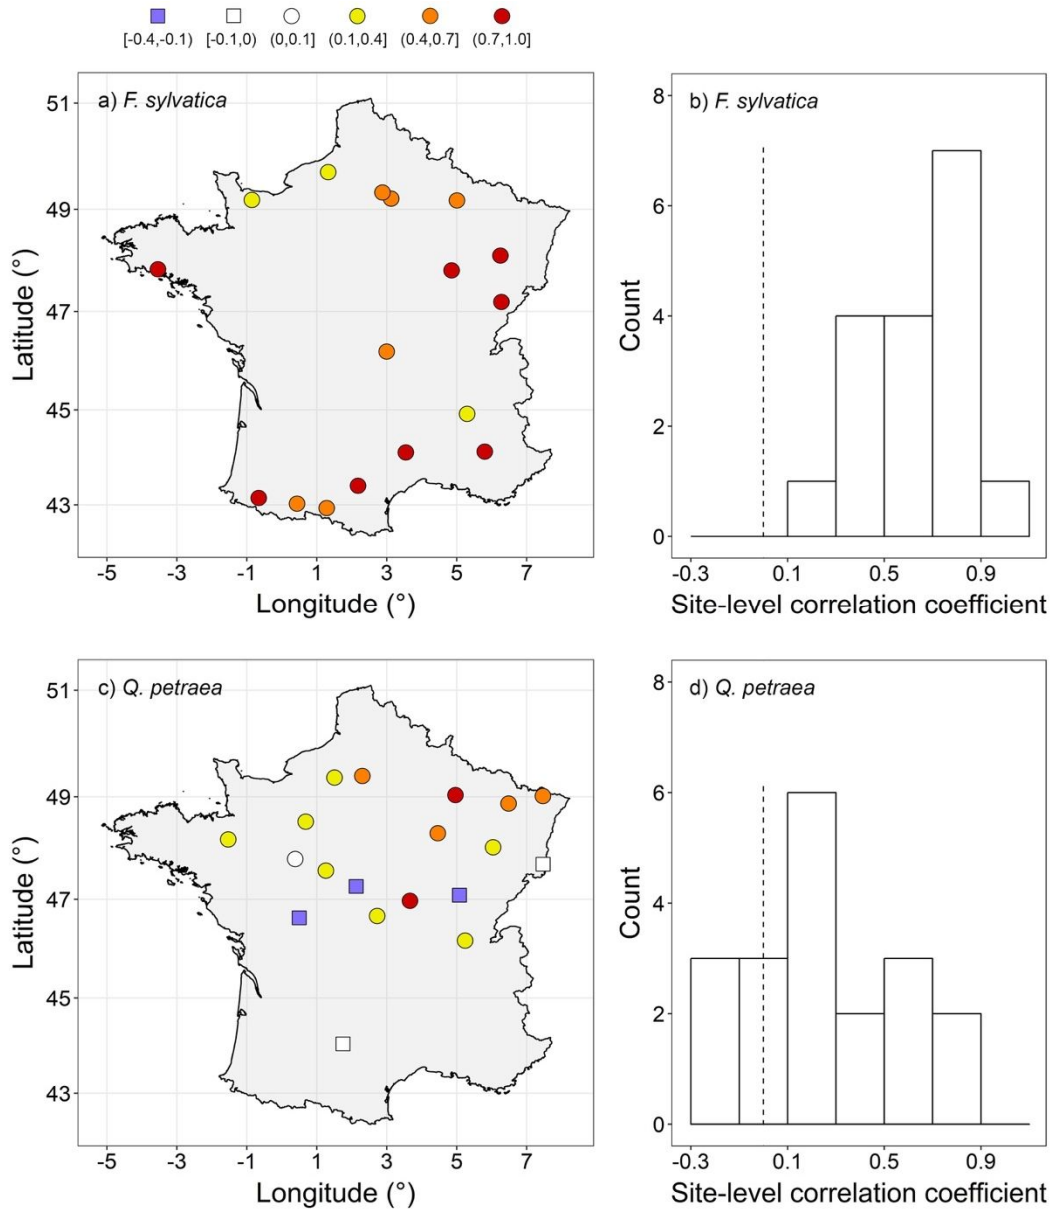 [-0.4,-0.1) [-0.1,0) (0,0.1] (0.1,0.4] (0.4,0.7] (0.7,1.0]
a) F. sylvatica
51
49
47
45
43
Latitude (°)
-5 -3 -1 1 3 5 7
Longitude (°)
b) F. sylvatica
8
6
4
2
0
Count
-0.3 0.1 0.5 0.9
Site-level correlation coefficient
c) Q. petraea
51
49
47
45
43
Latitude (°)
-5 -3 -1 1 3 5 7
Longitude (°)
d) Q. petraea
8
6
4
2
0
Count
-0.3 0.1 0.5 0.9
Site-level correlation coefficient